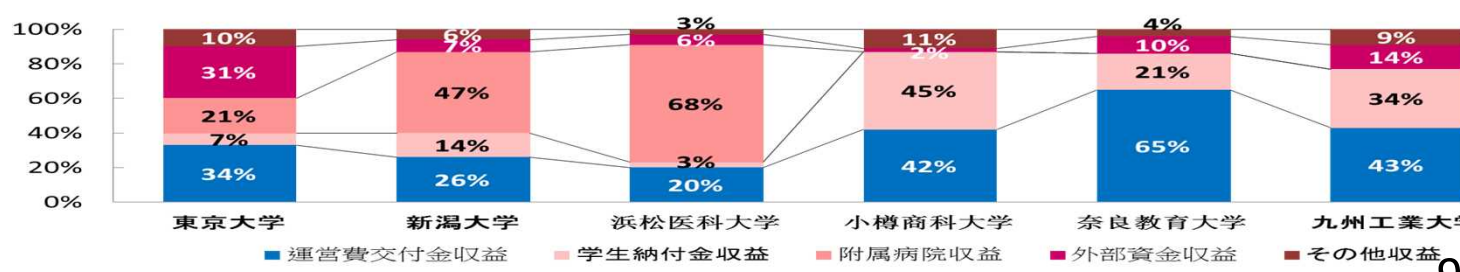 100% 80% 60% 40% 20% 0%
10% 31% 21% 7% 34%
6% 7% 47% 14% 26%
3% 6% 68% 3% 20%
11% 2% 45% 42%
4% 10% 21% 65%
9% 14% 34% 43%
東京大学 新潟大学 浜松医科大学 小樽商科大学 奈良教育大学 九州工業大学
運営費交付金収益 学生納付金収益 附属病院収益 外部資金収益 その他収益